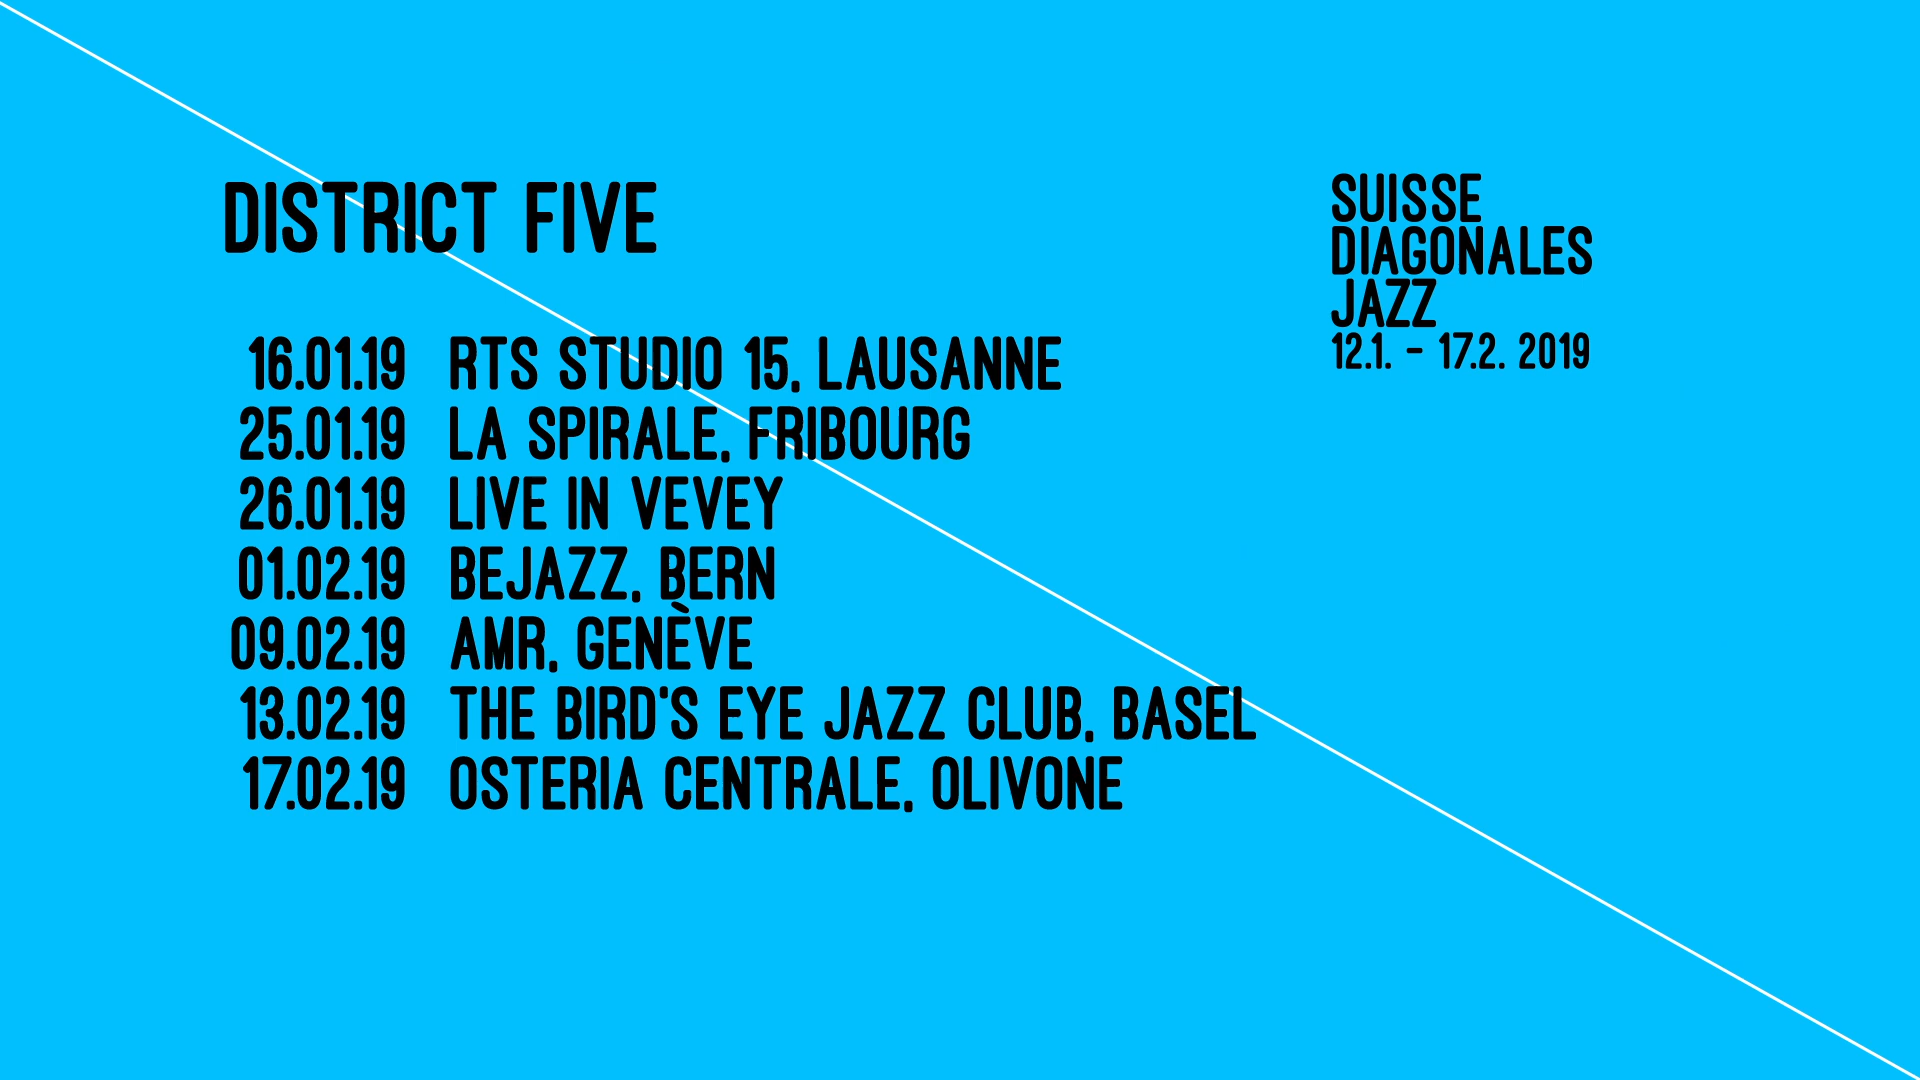 DISTRICT FIVE
16.01.19 RTS STUDIO 15, LAUSANNE
25.01.19 LA SPIRALE, FRIBOURG
26.01.19 LIVE IN VEVEY
01.02.19 BEJAZZ, BERN
09.02.19 AMR, GENÈVE
13.02.19 THE BIRD'S EYE JAZZ CLUB, BASEL
17.02.19 OSTERIA CENTRALE, OLIVONE
SUISSE
DIAGONALES
JAZZ
12.1. - 17.2. 2019